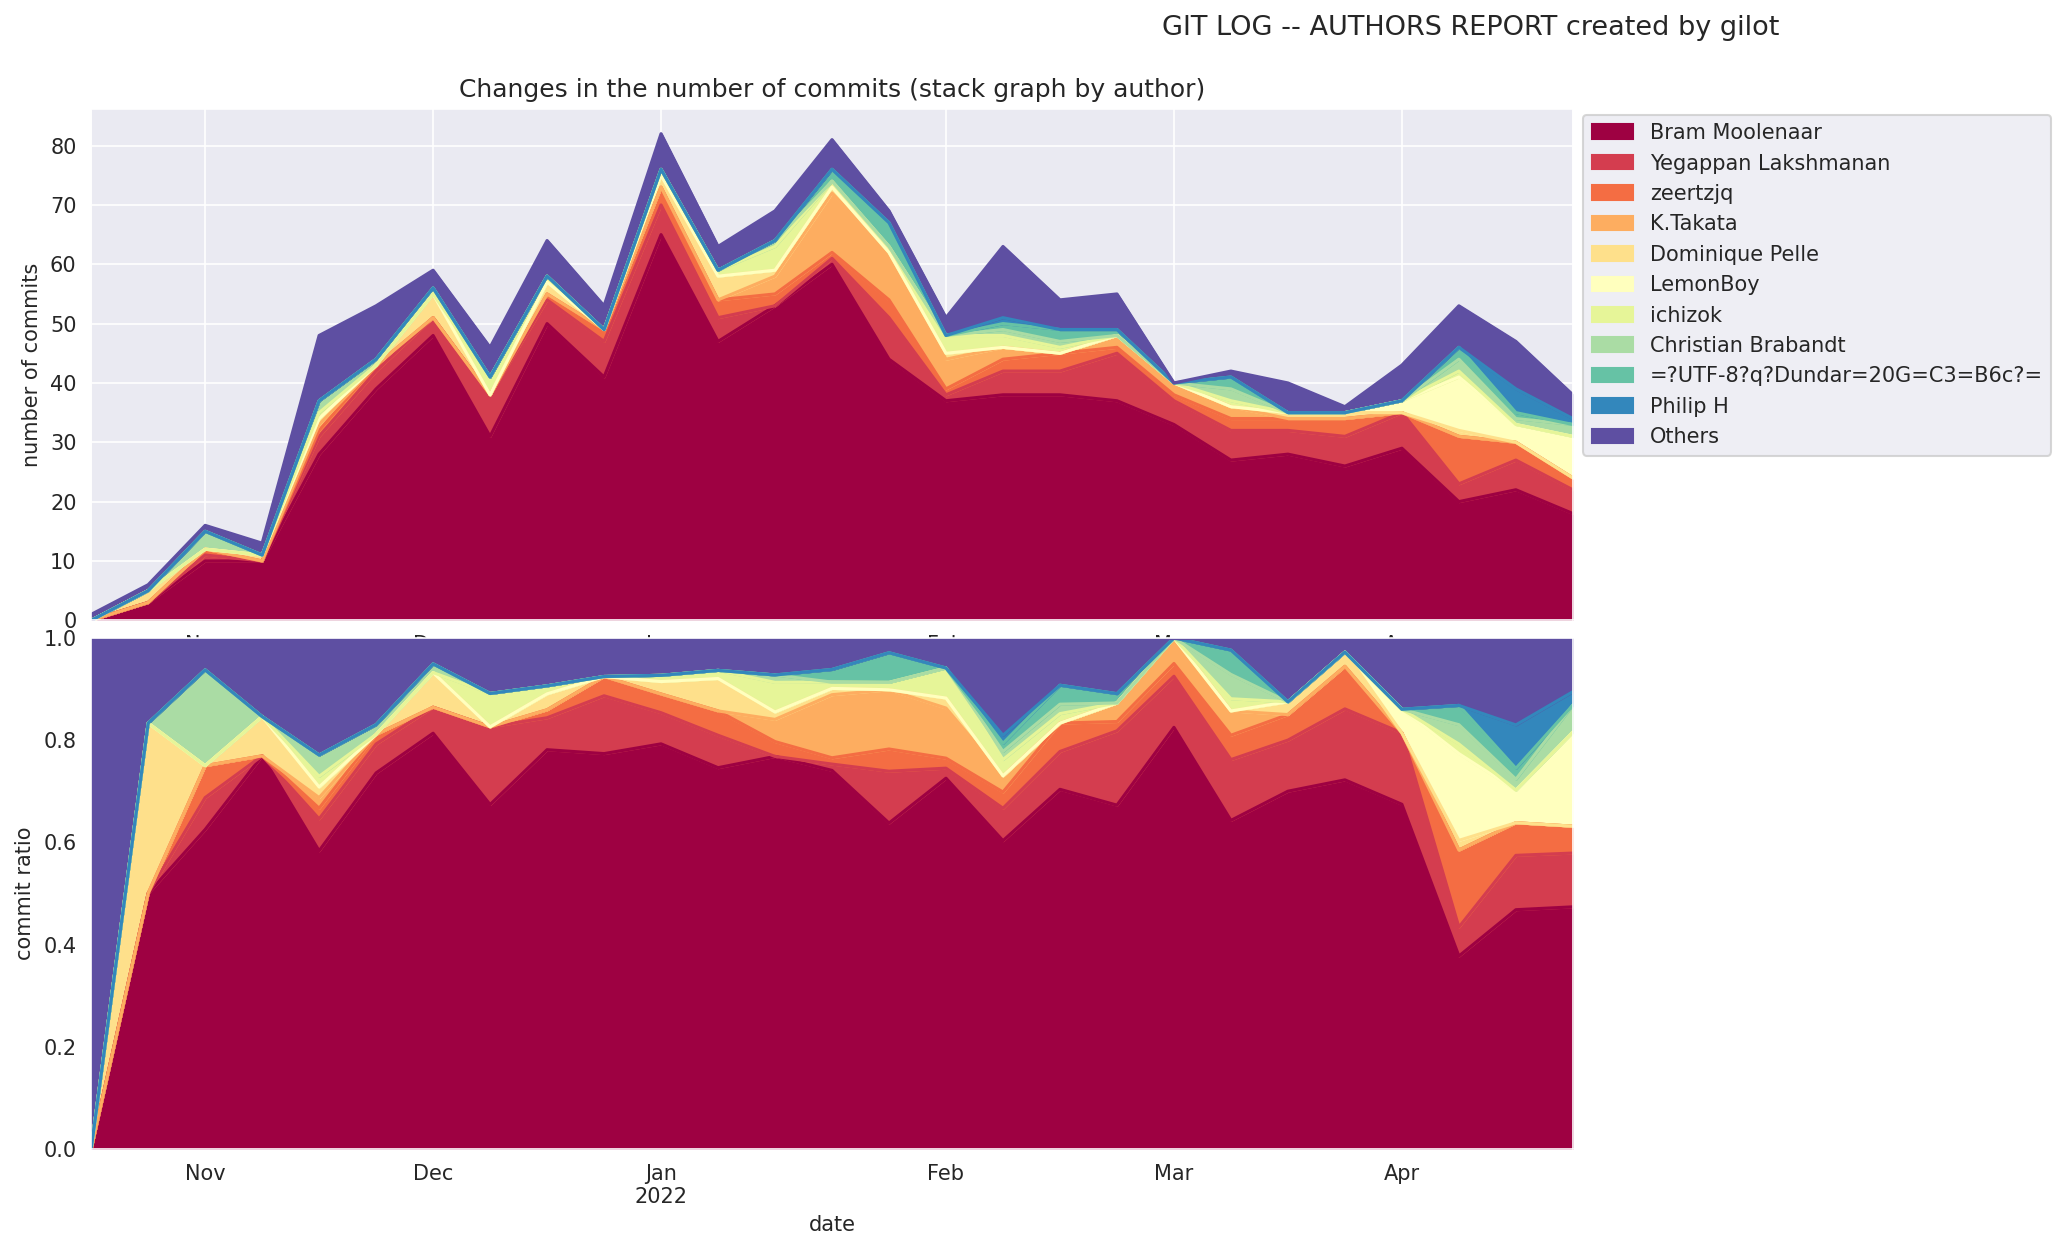 GIT LOG -- AUTHORS REPORT created by gilot
Changes in the number of commits (stack graph by author)
number of commits
80
70
60
50
40
30
20
10
0
Bram Moolenaar
Yegappan Lakshmanan
zeertzjq
K.Takata
Dominique Pelle
LemonBoy
ichizok
Christian Brabandt
=?UTF-8?q?Dundar=20G=C3=B6c?=
Philip H
Others
commit ratio
1.0
0.8
0.6
0.4
0.2
0.0
Nov Dec Jan Feb Mar Apr
2022
date